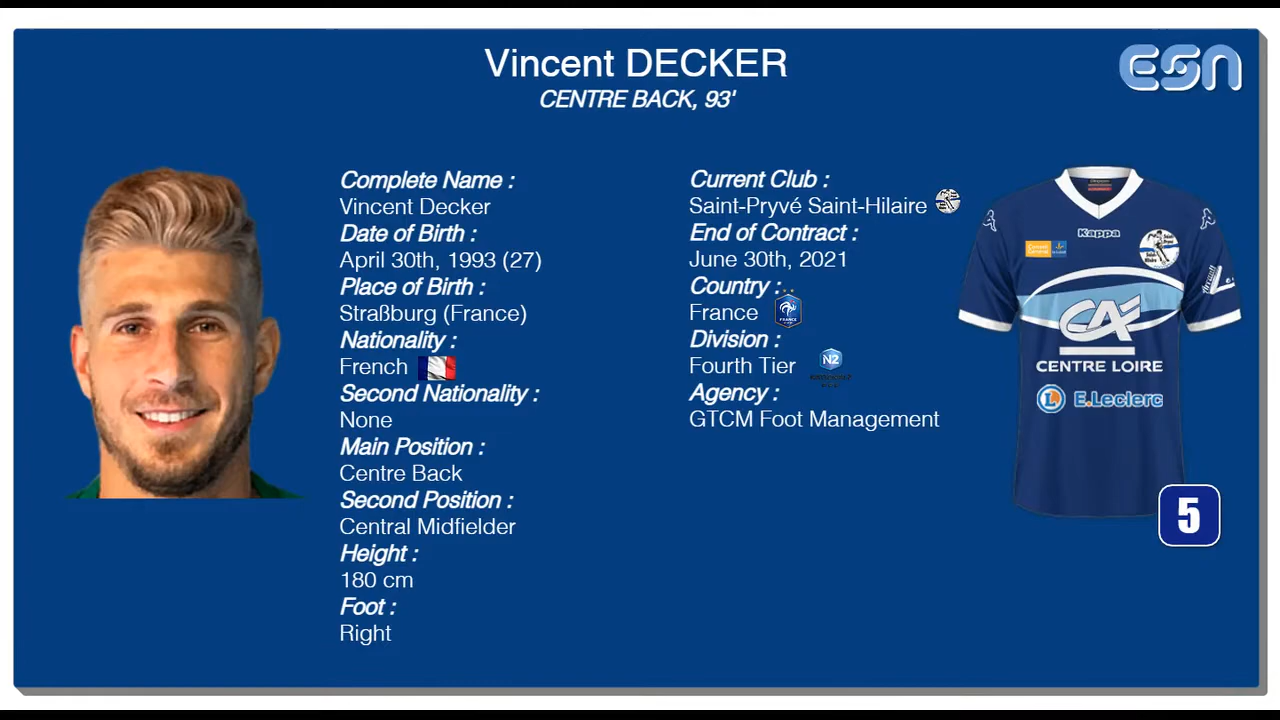 Vincent DECKER
CENTRE BACK, 93'
ESN
Complete Name :
Vincent Decker
Date of Birth :
April 30th, 1993 (27)
Place of Birth :
Straßburg (France)
Nationality :
French
Second Nationality :
None
Main Position :
Centre Back
Second Position :
Central Midfielder
Height :
180 cm
Foot :
Right
Current Club :
Saint-Pryvé Saint-Hilaire
End of Contract :
June 30th, 2021
Country :
France
FRANCE
Division :
Fourth Tier
N2
Agency :
GTCM Foot Management
Kappa
CA
CENTRE LOIRE
L E.Leclerc
5